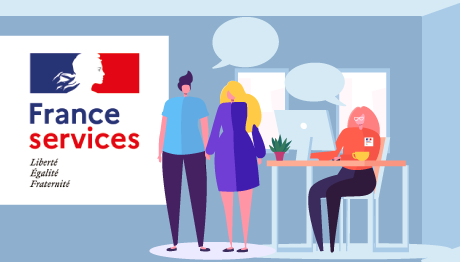 France
services
Liberté
Égalité
Fraternité